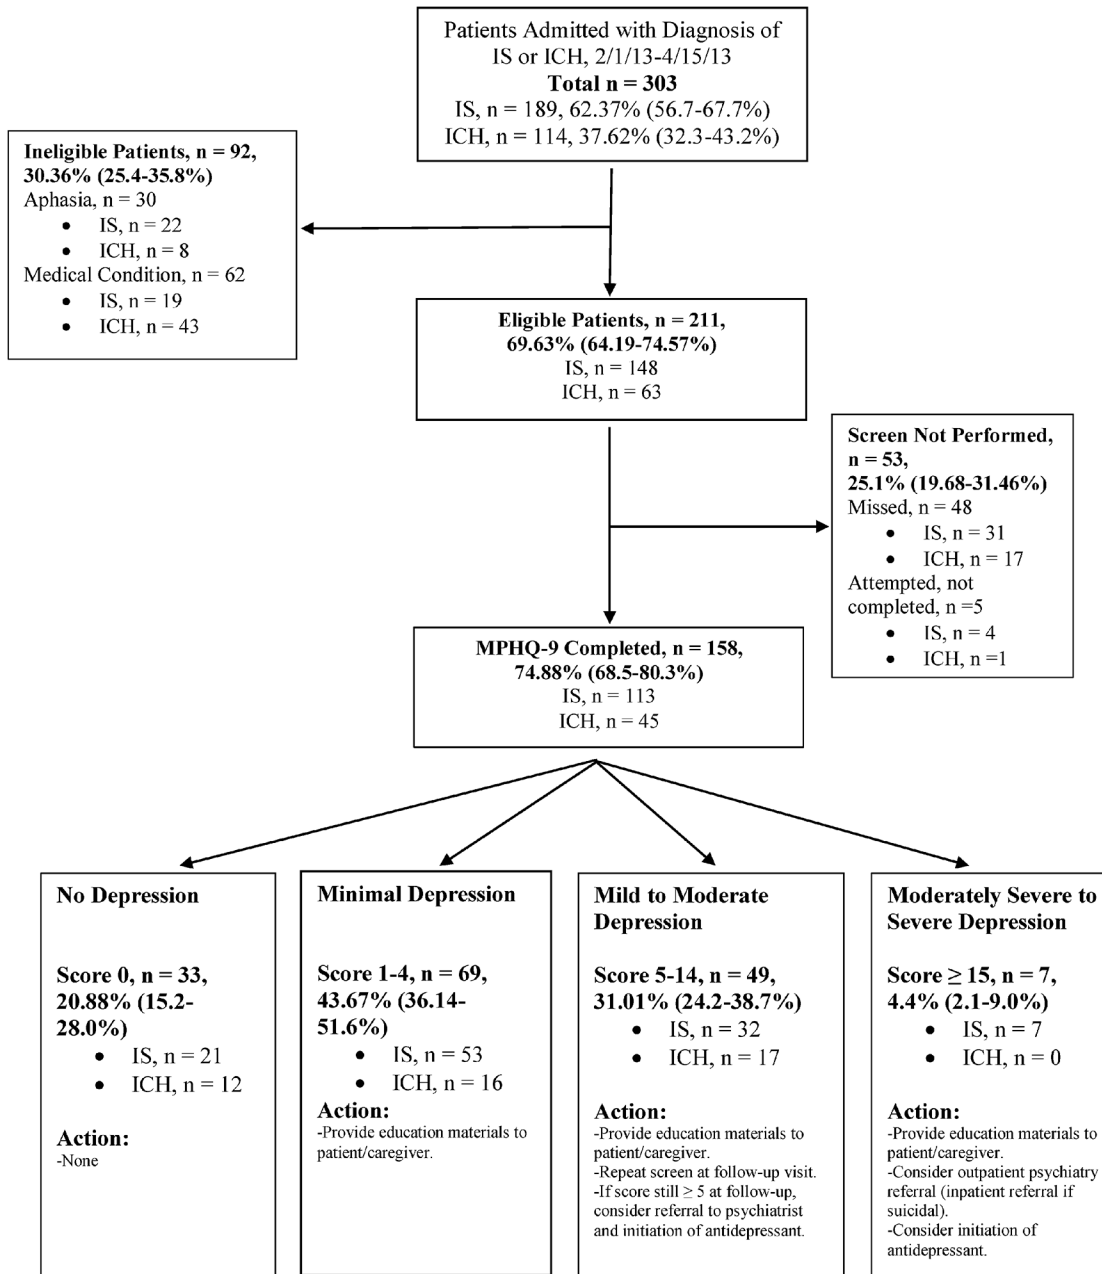 Patients Admitted with Diagnosis of
IS or ICH, 2/1/13-4/15/13
Total n = 303
IS, n = 189, 62.37% (56.7-67.7%)
ICH, n = 114, 37.62% (32.3-43.2%)
Ineligible Patients, n = 92,
30.36% (25.4-35.8%)
Aphasia, n = 30
• IS, n = 22
• ICH, n = 8
Medical Condition, n = 62
• IS, n = 19
• ICH, n = 43
Eligible Patients, n = 211,
69.63% (64.19-74.57%)
IS, n = 148
ICH, n = 63
Screen Not Performed,
n = 53,
25.1% (19.68-31.46%)
Missed, n = 48
• IS, n = 31
• ICH, n = 17
Attempted, not
completed, n =5
• IS, n = 4
• ICH, n =1
MPHQ-9 Completed, n = 158,
74.88% (68.5-80.3%)
IS, n = 113
ICH, n = 45
No Depression
Score 0, n = 33,
20.88% (15.2-
28.0%)
• IS, n = 21
• ICH, n = 12
Action:
-None
Minimal Depression
Score 1-4, n = 69,
43.67% (36.14-
51.6%)
• IS, n = 53
• ICH, n = 16
Action:
-Provide education materials to
patient/caregiver.
Mild to Moderate
Depression
Score 5-14, n = 49,
31.01% (24.2-38.7%)
• IS, n = 32
• ICH, n = 17
Action:
-Provide education materials to
patient/caregiver.
-Repeat screen at follow-up visit.
-If score still ≥ 5 at follow-up,
consider referral to psychiatrist
and initiation of antidepressant.
Moderately Severe to
Severe Depression
Score ≥ 15, n = 7,
4.4% (2.1-9.0%)
• IS, n = 7
• ICH, n = 0
Action:
-Provide education materials to
patient/caregiver.
-Consider outpatient psychiatry
referral (inpatient referral if
suicidal).
-Consider initiation of
antidepressant.